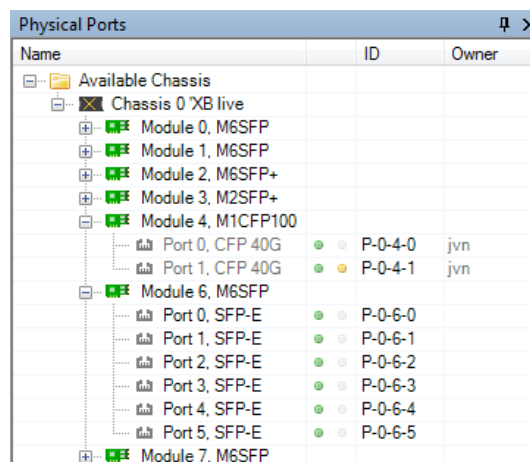 Physical Ports
Name ID Owner
Available Chassis
Chassis 0 'XB live
Module 0, M6SFP
Module 1, M6SFP
Module 2, M6SFP+
Module 3, M2SFP+
Module 4, M1CFP100
Port 0, CFP 40G P-0-4-0 jvn
Port 1, CFP 40G P-0-4-1 jvn
Module 6, M6SFP
Port 0, SFP-E P-0-6-0
Port 1, SFP-E P-0-6-1
Port 2, SFP-E P-0-6-2
Port 3, SFP-E P-0-6-3
Port 4, SFP-E P-0-6-4
Port 5, SFP-E P-0-6-5
Module 7, M6SFP